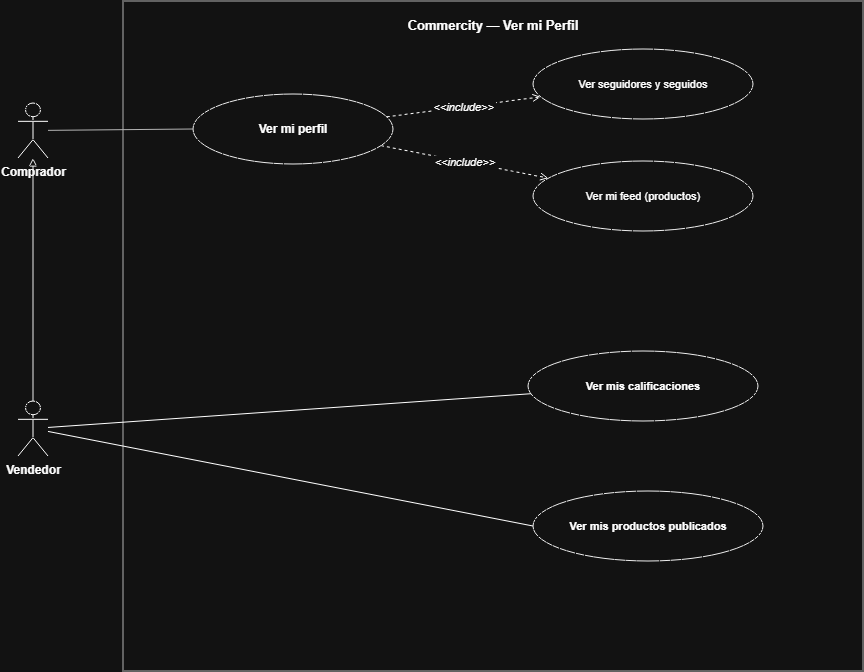 Commercity — Ver mi Perfil
Ver seguidores y seguidos
<<include>>
Ver mi perfil
<<include>>
Comprador
Ver mi feed (productos)
Ver mis calificaciones
Vendedor
Ver mis productos publicados